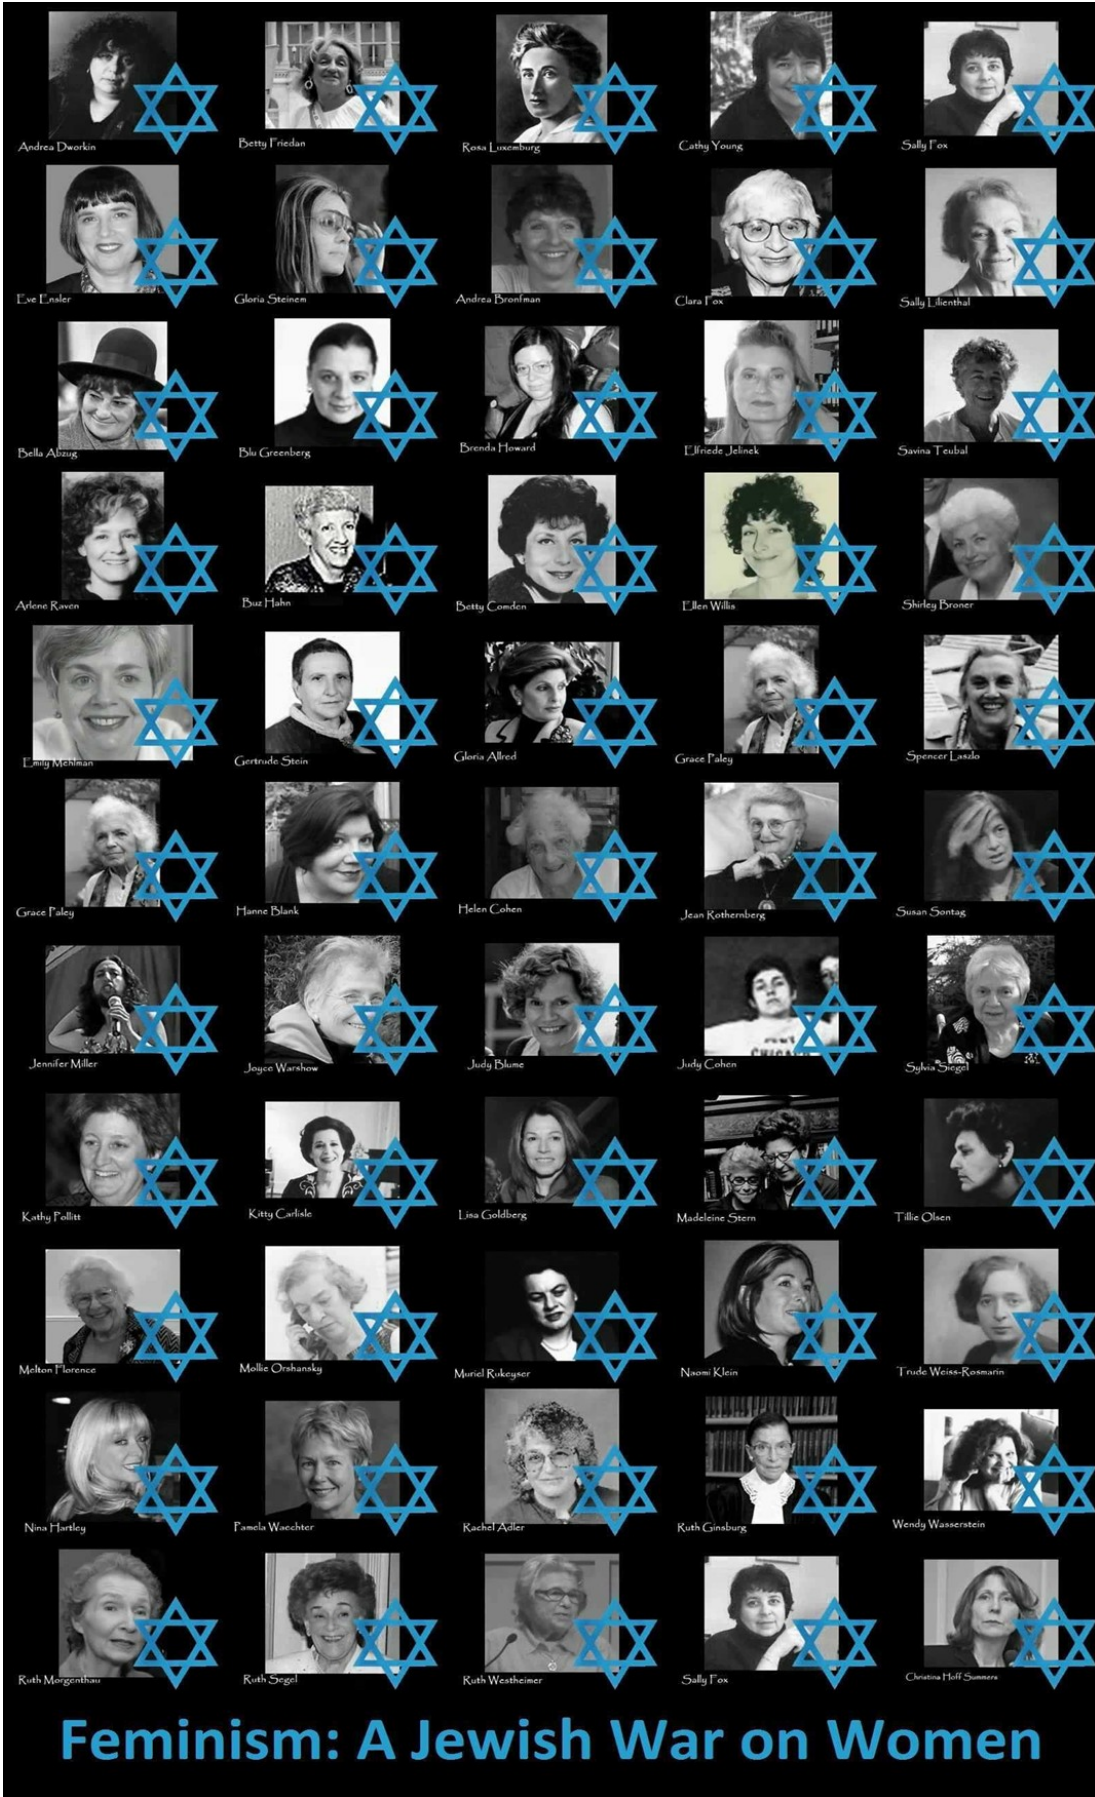 Andrea Dworkin
Betty Friedan
Rosa Luxemburg
Cathy Young
Sally Fox
Eve Ensler
Gloria Steinem
Andrea Bronfman
Clara Fox
Sally Lilienthal
Bella Abzug
Blu Greenberg
Brenda Howard
Elfriede Jelinek
Savina Teubal
Arlene Raven
Buz Hahn
Betty Comden
Ellen Willis
Shirley Broner
Emily Mehlman
Gertrude Stein
Gloria Allred
Grace Paley
Spencer Laszlo
Grace Paley
Hanne Blank
Helen Cohen
Jean Rothernberg
Susan Sontag
Jennifer Miller
Joyce Warshow
Judy Blume
Judy Cohen
Sylvia Siegel
Kathy Pollitt
Kitty Carlisle
Lisa Goldberg
Madeleine Stern
Tillie Olsen
Melton Florence
Mollie Orshansky
Muriel Rukeyser
Naomi Klein
Trude Weiss-Rosmarin
Nina Hartley
Pamela Waechter
Rachel Adler
Ruth Ginsburg
Wendy Wasserstein
Ruth Morgenthau
Ruth Segel
Ruth Westheimer
Sally Fox
Christina Hoff Summers
Feminism: A Jewish War on Women